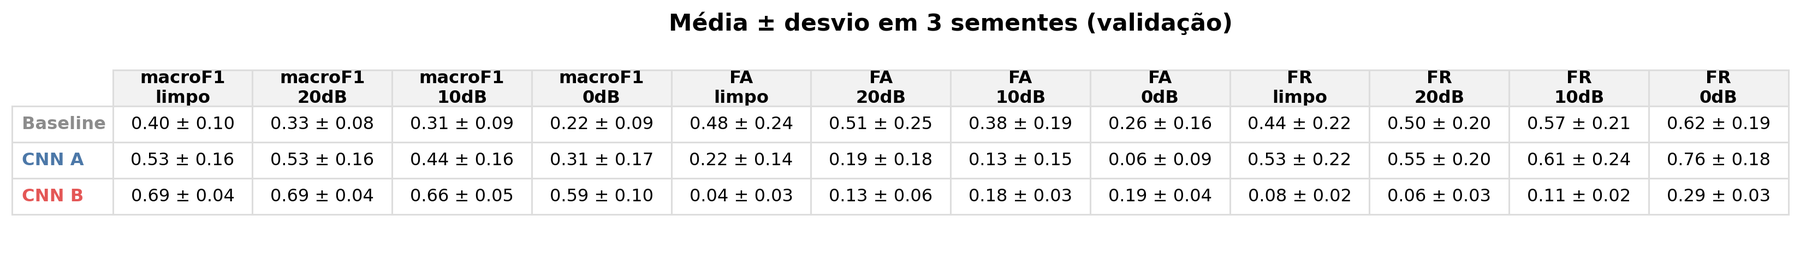 Média ± desvio em 3 sementes (validação)
macroF1 limpo macroF1 20dB macroF1 10dB macroF1 0dB FA limpo FA 20dB FA 10dB FA 0dB FR limpo FR 20dB FR 10dB FR 0dB
Baseline 0.40 ± 0.10 0.33 ± 0.08 0.31 ± 0.09 0.22 ± 0.09 0.48 ± 0.24 0.51 ± 0.25 0.38 ± 0.19 0.26 ± 0.16 0.44 ± 0.22 0.50 ± 0.20 0.57 ± 0.21 0.62 ± 0.19
CNN A 0.53 ± 0.16 0.53 ± 0.16 0.44 ± 0.16 0.31 ± 0.17 0.22 ± 0.14 0.19 ± 0.18 0.13 ± 0.15 0.06 ± 0.09 0.53 ± 0.22 0.55 ± 0.20 0.61 ± 0.24 0.76 ± 0.18
CNN B 0.69 ± 0.04 0.69 ± 0.04 0.66 ± 0.05 0.59 ± 0.10 0.04 ± 0.03 0.13 ± 0.06 0.18 ± 0.03 0.19 ± 0.04 0.08 ± 0.02 0.06 ± 0.03 0.11 ± 0.02 0.29 ± 0.03